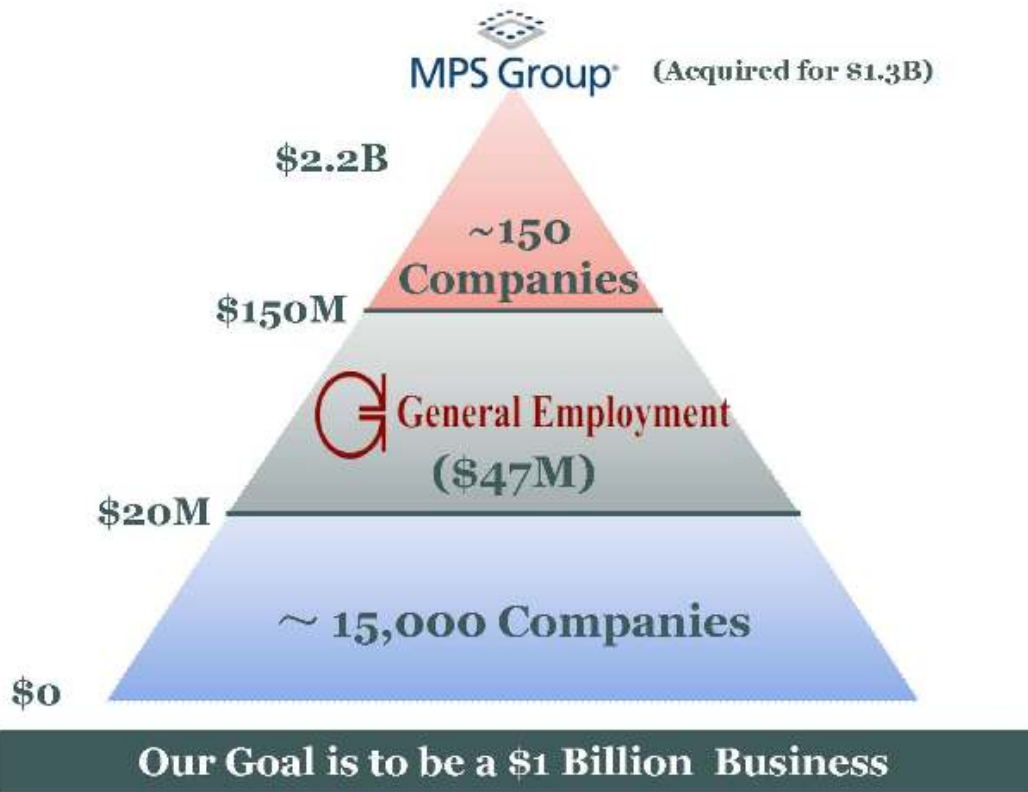 MPS Group
(Acquired for $1.3B)
$2.2B
~150
Companies
$150M
General Employment
($47M)
$20M
~ 15,000 Companies
$0
Our Goal is to be a $1 Billion Business